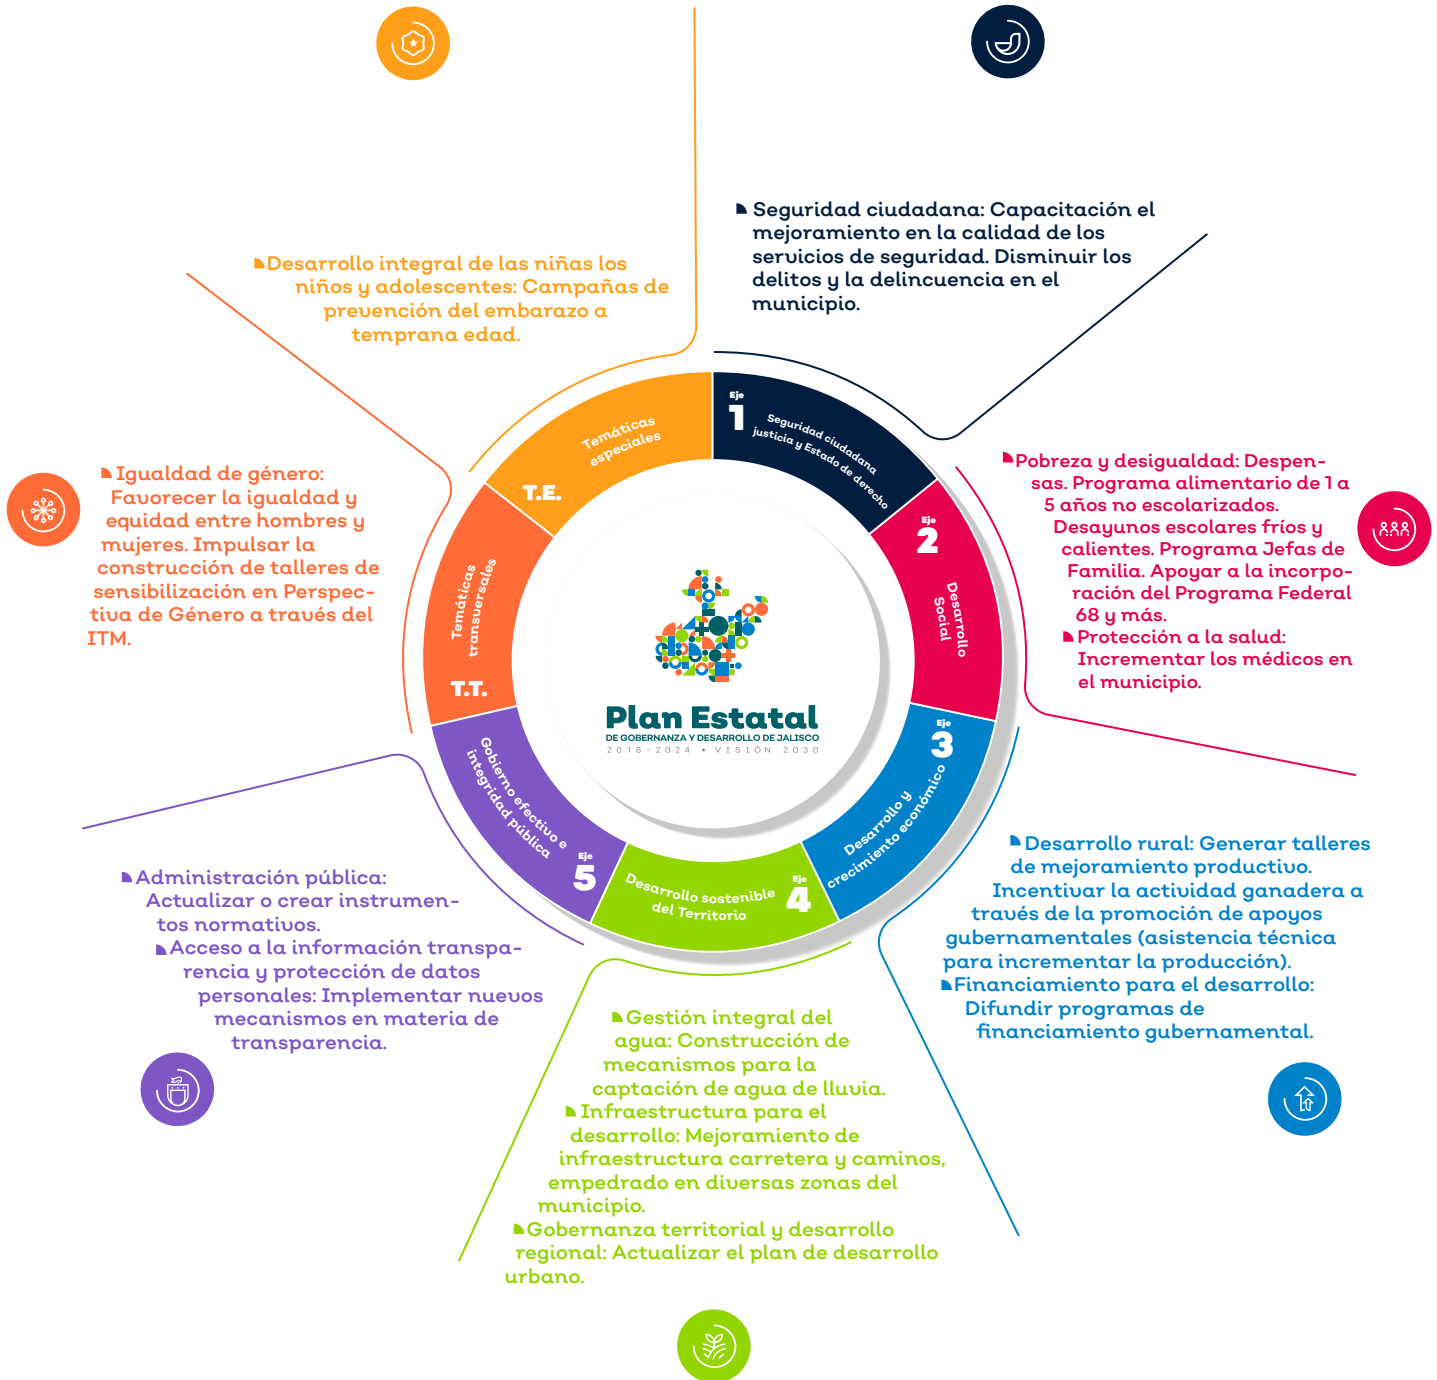 Seguridad ciudadana: Capacitación el
mejoramiento en la calidad de los
servicios de seguridad. Disminuir los
delitos y la delincuencia en el
municipio.
Desarrollo integral de las niñas los
niños y adolescentes: Campañas de
prevención del embarazo a
temprana edad.
Igualdad de género:
Favorecer la igualdad y
equidad entre hombres y
mujeres. Impulsar la
construcción de talleres de
sensibilización en Perspec-
tiva de Género a través del
ITM.
Pobreza y desigualdad: Despen-
sas. Programa alimentario de 1 a
5 años no escolarizados.
Desayunos escolares fríos y
calientes. Programa Jefas de
Familia. Apoyar a la incorpo-
ración del Programa Federal
68 y más.
Protección a la salud:
Incrementar los médicos en
el municipio.
Temáticas
especiales
T.E.
Eje
1
Seguridad ciudadana
justicia y Estado de derecho
Eje
2
Desarrollo
Social
Temáticas
transversales
T.T.
Plan Estatal
DE GOBERNANZA Y DESARROLLO DE JALISCO
2018-2024 • VISIÓN 2030
Eje
3
Desarrollo y
crecimiento económico
Gobierno efectivo e
integridad pública
Eje
5
Desarrollo sostenible
del Territorio
Eje
4
Desarrollo rural: Generar talleres
de mejoramiento productivo.
Incentivar la actividad ganadera a
través de la promoción de apoyos
gubernamentales (asistencia técnica
para incrementar la producción).
Financiamiento para el desarrollo:
Difundir programas de
financiamiento gubernamental.
Administración pública:
Actualizar o crear instrumen-
tos normativos.
Acceso a la información transpa-
rencia y protección de datos
personales: Implementar nuevos
mecanismos en materia de
transparencia.
Gestión integral del
agua: Construcción de
mecanismos para la
captación de agua de lluvia.
Infraestructura para el
desarrollo: Mejoramiento de
infraestructura carretera y caminos,
empedrado en diversas zonas del
municipio.
Gobernanza territorial y desarrollo
regional: Actualizar el plan de desarrollo
urbano.